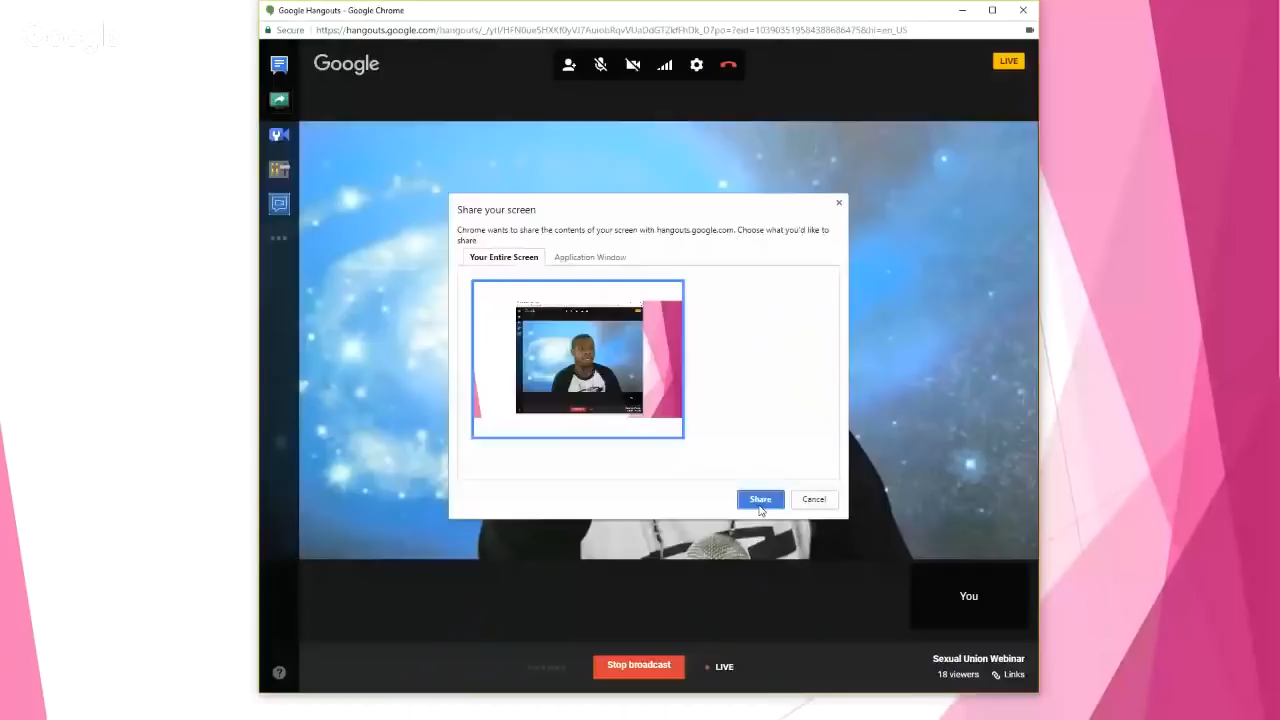 Google Hangouts - Google Chrome
Google
Secure
Google
LIVE
Share your screen
Chrome wants to share the contents of your screen with hangouts.google.com. Choose what you'd like to
share.
Your Entire Screen Application Window
Share Cancel
You
Stop broadcast
LIVE
Sexual Union Webinar
18 viewers Links